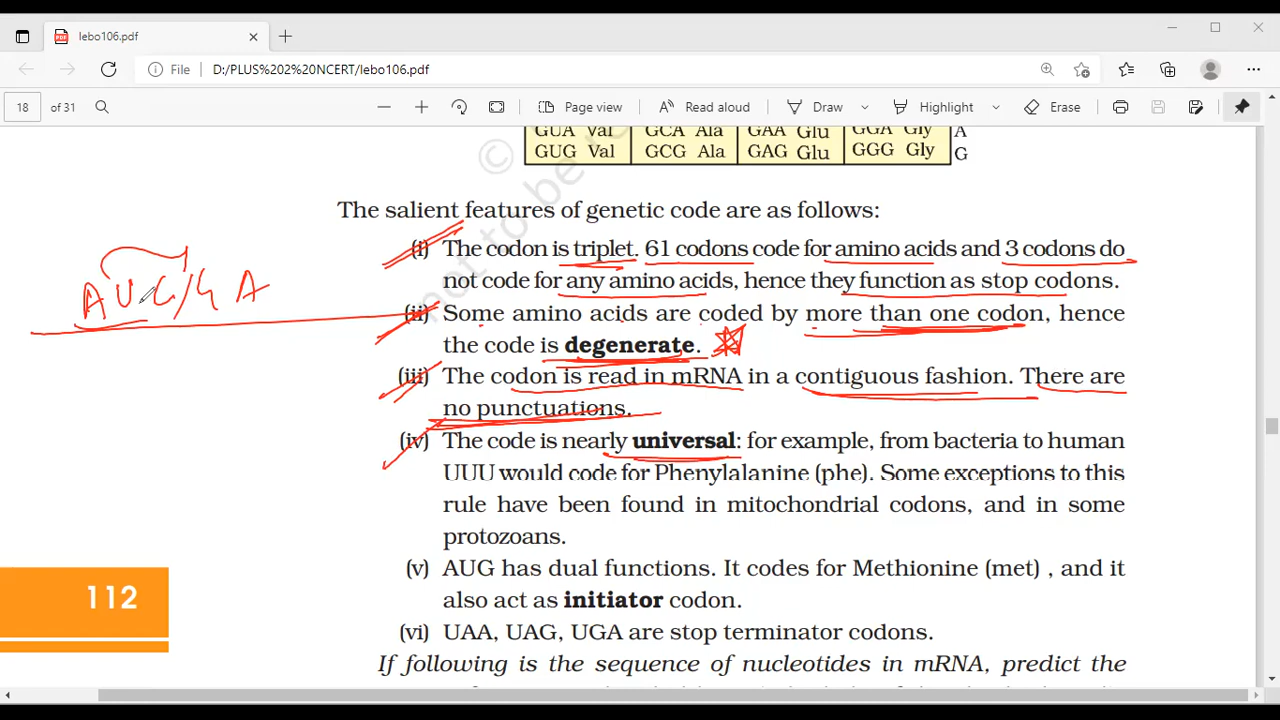 lebo106.pdf
File D:/PLUS%202%20NCERT/lebo106.pdf
18 of 31 Page view Read aloud Draw Highlight Erase
GUA Val GCA Ala GAA Glu GGA Gly A
GUG Val GCG Ala GAG Glu GGG Gly G
© not to be
The salient features of genetic code are as follows:
(i) The codon is triplet. 61 codons code for amino acids and 3 codons do
not code for any amino acids, hence they function as stop codons.
(ii) Some amino acids are coded by more than one codon, hence
the code is degenerate.
(iii) The codon is read in mRNA in a contiguous fashion. There are
no punctuations.
(iv) The code is nearly universal: for example, from bacteria to human
UUU would code for Phenylalanine (phe). Some exceptions to this
rule have been found in mitochondrial codons, and in some
protozoans.
(v) AUG has dual functions. It codes for Methionine (met) , and it
also act as initiator codon.
(vi) UAA, UAG, UGA are stop terminator codons.
If following is the sequence of nucleotides in mRNA, predict the
112